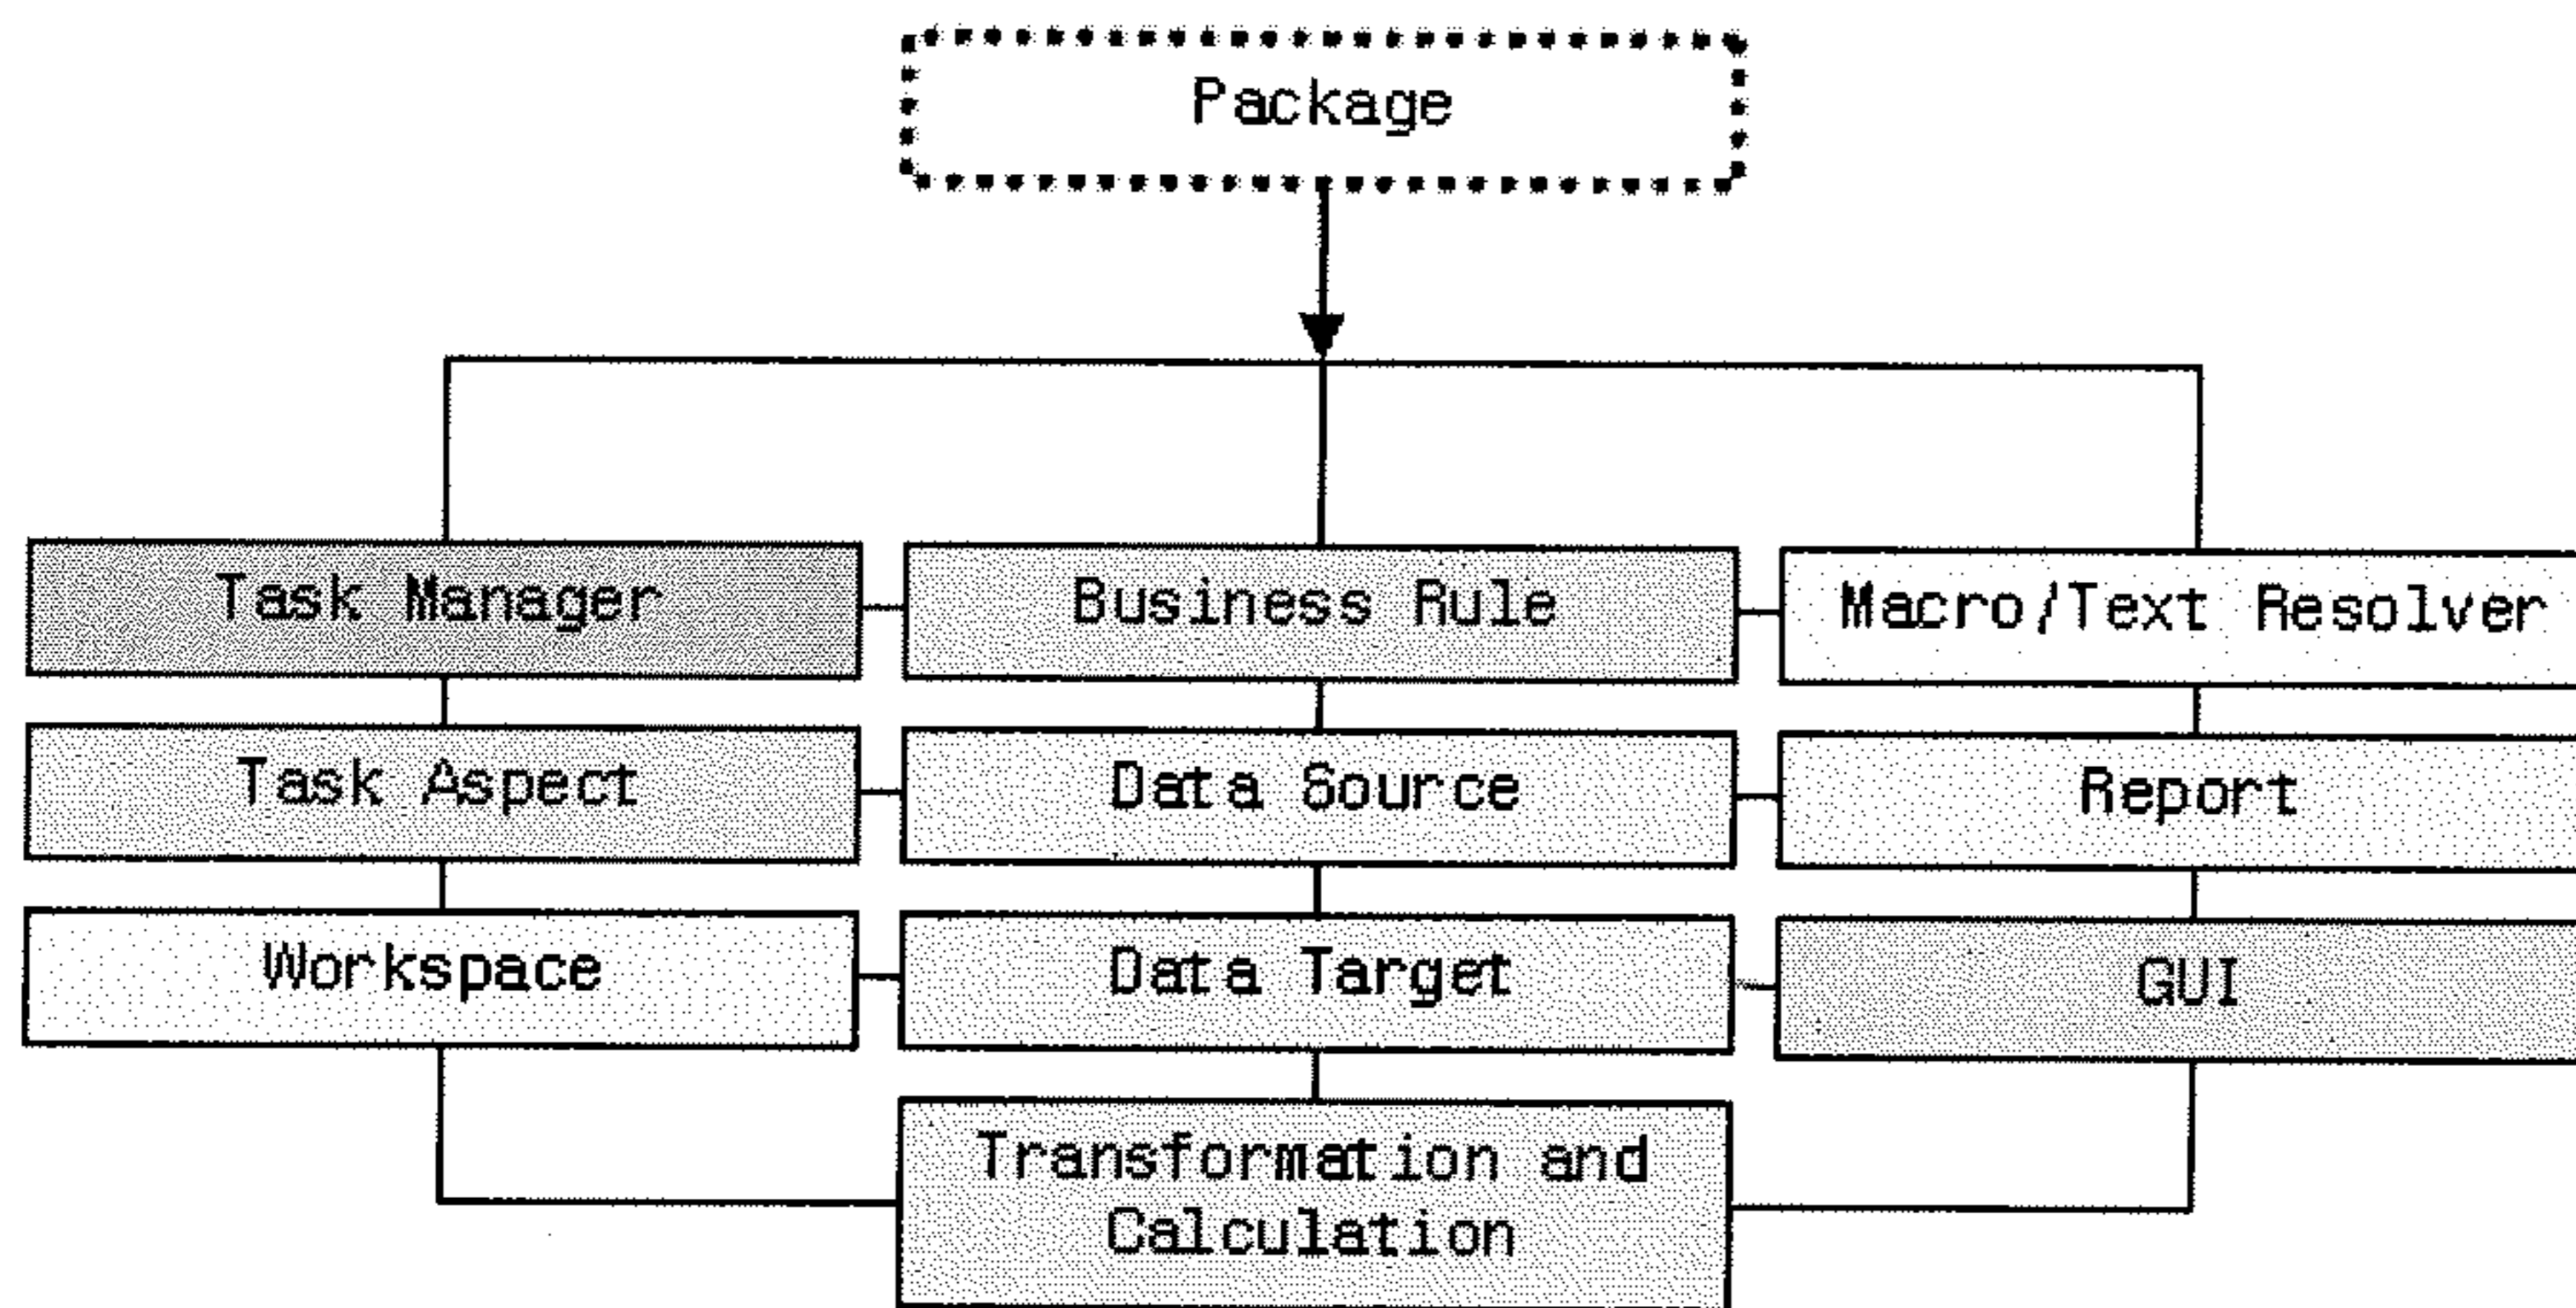 Package
Task Manager
Business Rule
Macro/Text Resolver
Task Aspect
Data Source
Report
Workspace
Data Target
GUI
Transformation and
Calculation